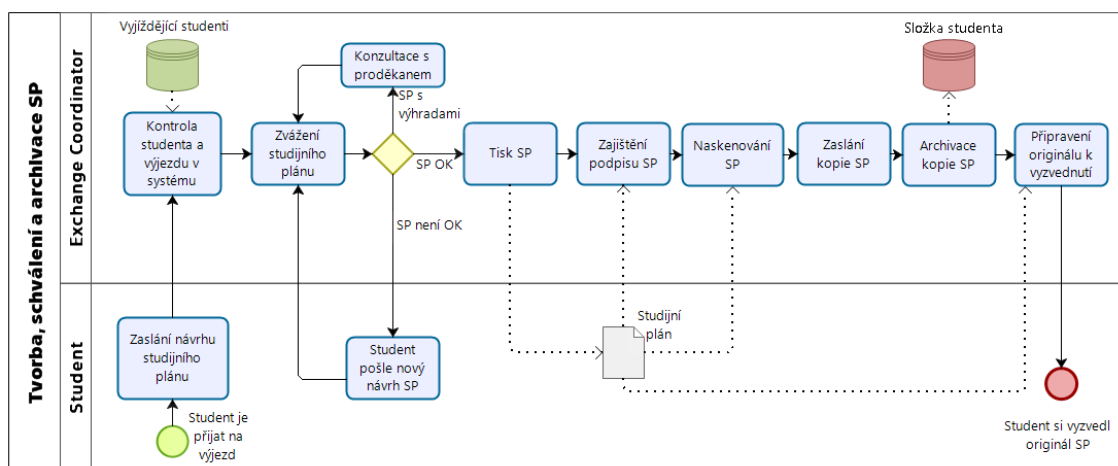 Tvorba, schválení a archivace SP
Exchange Coordinator
Vyjíždějící studenti
Složka studenta
Konzultace s
proděkanem
SP s
výhradami
Kontrola
studenta a
výjezdu v
systému
Zvážení
studijního
plánu
SP OK
Tisk SP
Zajištění
podpisu SP
Naskenování
SP
Zaslání
kopie SP
Archivace
kopie SP
Připravení
originálu k
vyzvednutí
SP není OK
Student
Zaslání návrhu
studijního
plánu
Student
pošle nový
návrh SP
Studijní
plán
Student je
přijat na
výjezd
Student si vyzvedl
originál SP